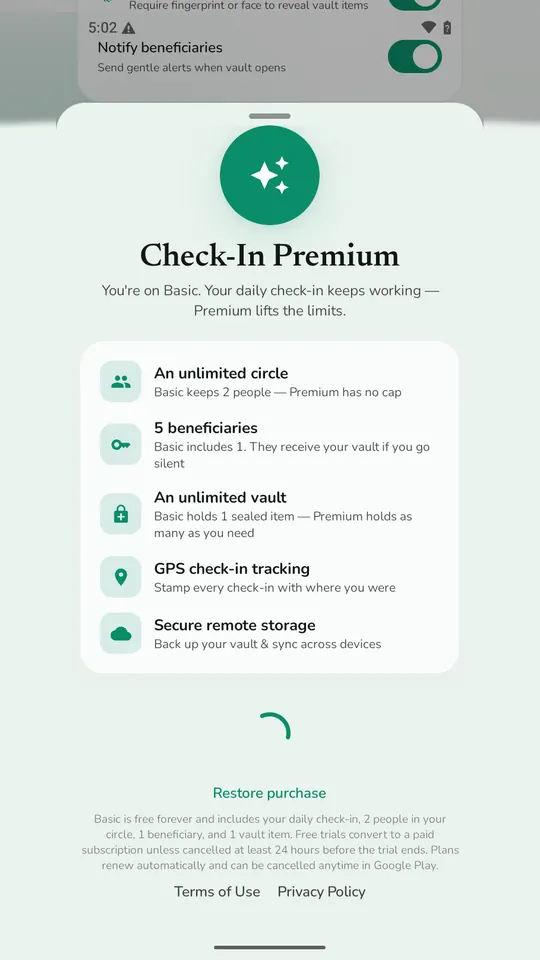 Require fingerprint or face to reveal vault items
5:02
Notify beneficiaries
Send gentle alerts when vault opens
Check-In Premium
You're on Basic. Your daily check-in keeps working —
Premium lifts the limits.
An unlimited circle
Basic keeps 2 people — Premium has no cap
5 beneficiaries
Basic includes 1. They receive your vault if you go
silent
An unlimited vault
Basic holds 1 sealed item — Premium holds as
many as you need
GPS check-in tracking
Stamp every check-in with where you were
Secure remote storage
Back up your vault & sync across devices
Restore purchase
Basic is free forever and includes your daily check-in, 2 people in your
circle, 1 beneficiary, and 1 vault item. Free trials convert to a paid
subscription unless cancelled at least 24 hours before the trial ends. Plans
renew automatically and can be cancelled anytime in Google Play.
Terms of Use Privacy Policy